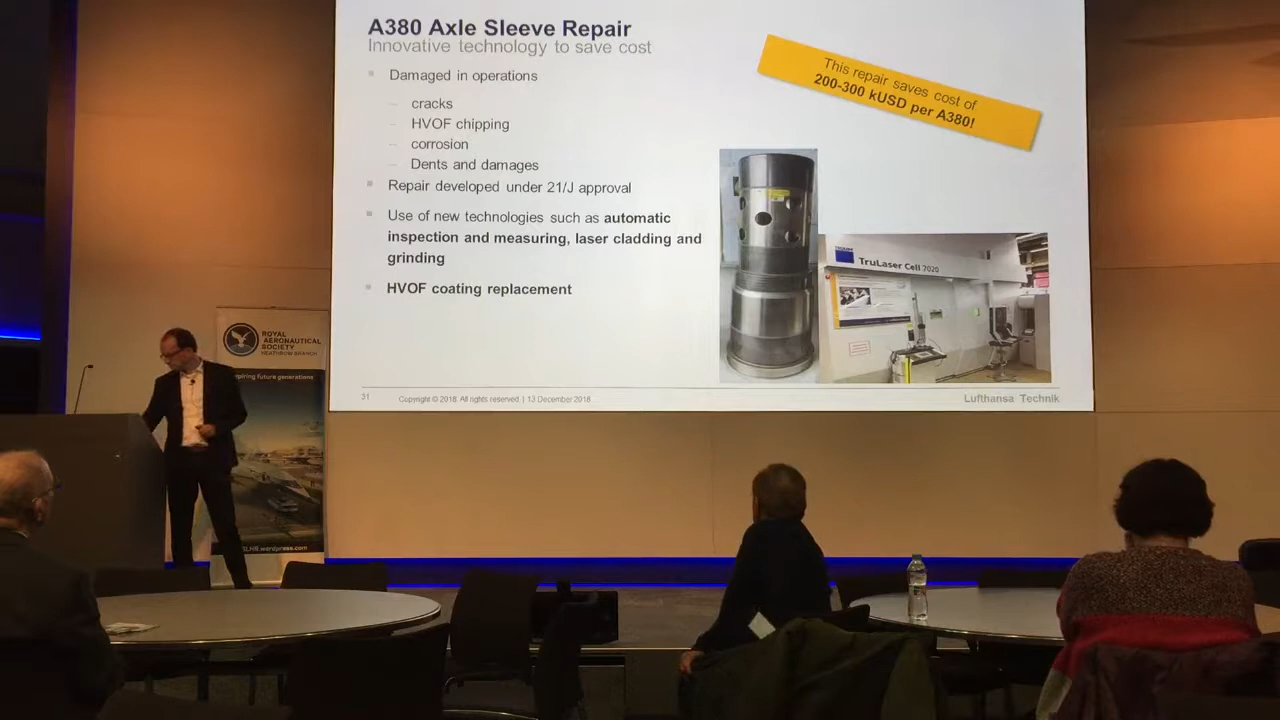 A380 Axle Sleeve Repair
Innovative technology to save cost
Damaged in operations
cracks
HVOF chipping
corrosion
Dents and damages
Repair developed under 21/J approval
Use of new technologies such as automatic
inspection and measuring, laser cladding and
grinding
HVOF coating replacement
This repair saves cost of
200-300 kUSD per A380!
TruLaser Cell 2020
31
Copyright © 2018. All rights reserved. | 13 December 2018
Lufthansa Technik
ROYAL
AERONAUTICAL
SOCIETY
HEATHROW BRANCH
spiring future generations